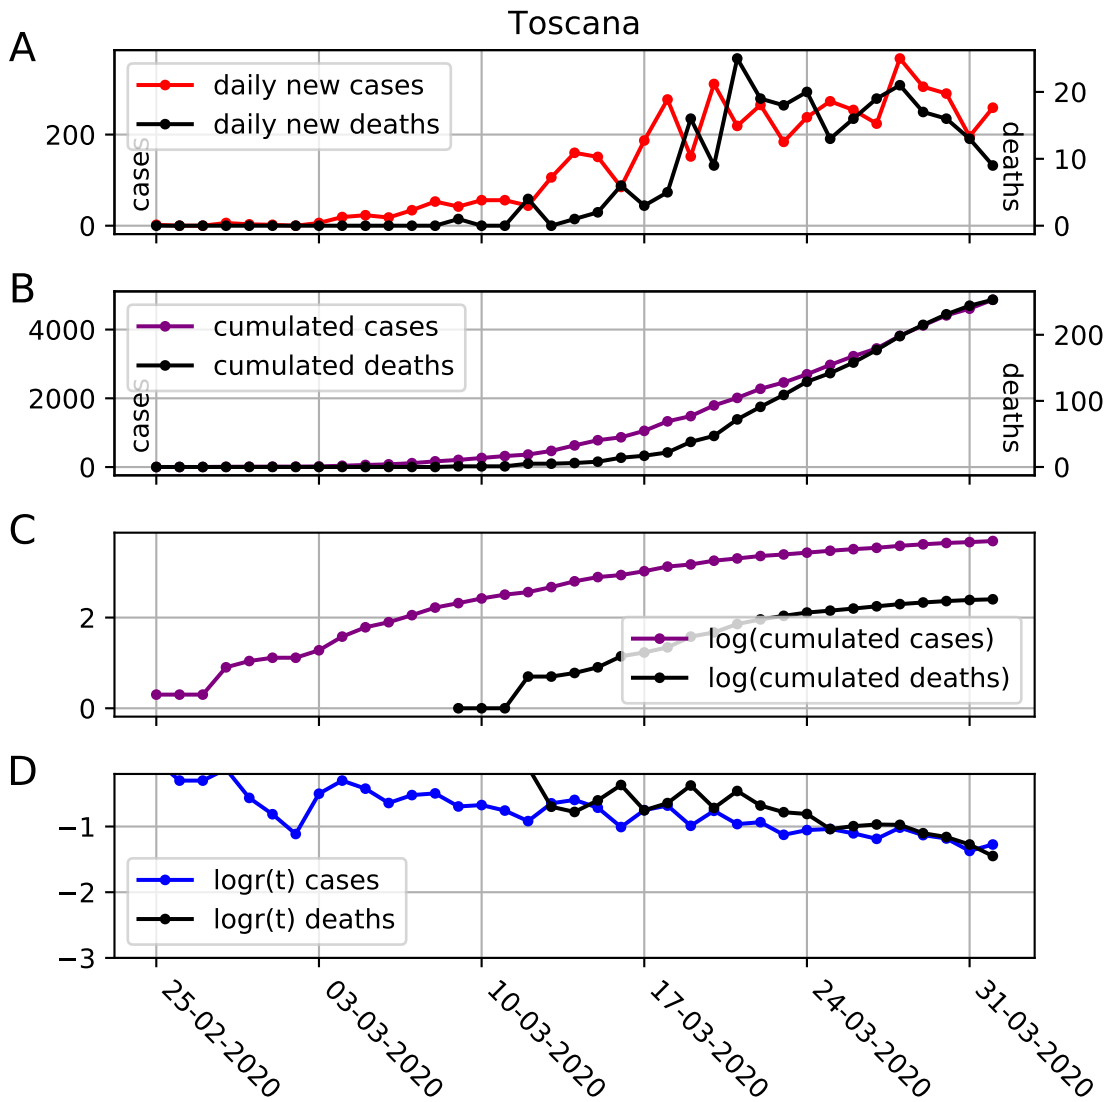 Toscana
A
daily new cases
daily new deaths
200
0
cases
20
10
0
deaths
B
cumulated cases
cumulated deaths
4000
2000
0
cases
200
100
0
deaths
C
2
0
log(cumulated cases)
log(cumulated deaths)
D
−1
−2
−3
logr(t) cases
logr(t) deaths
25-02-2020
03-03-2020
10-03-2020
17-03-2020
24-03-2020
31-03-2020